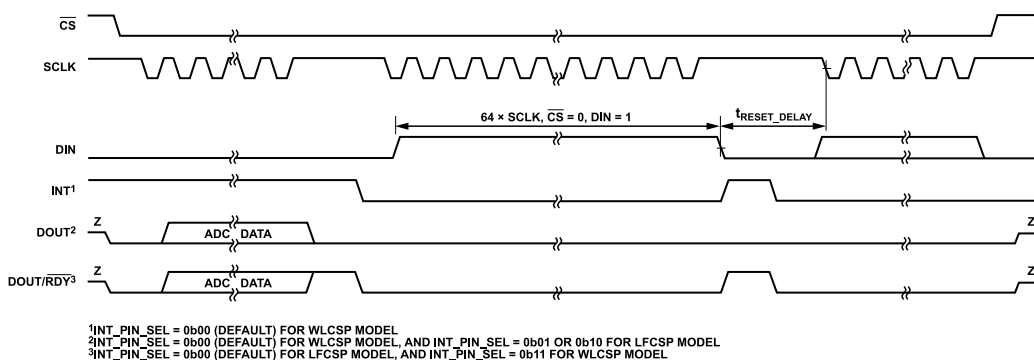 CS
SCLK
64 × SCLK, CS = 0, DIN = 1
tRESET_DELAY
DIN
INT1
Z
DOUT2
ADC DATA
Z
Z
DOUT/RDY3
ADC DATA
Z
1INT_PIN_SEL = 0b00 (DEFAULT) FOR WLCSP MODEL
2INT_PIN_SEL = 0b00 (DEFAULT) FOR WLCSP MODEL, AND INT_PIN_SEL = 0b01 OR 0b10 FOR LFCSP MODEL
3INT_PIN_SEL = 0b00 (DEFAULT) FOR LFCSP MODEL, AND INT_PIN_SEL = 0b11 FOR WLCSP MODEL